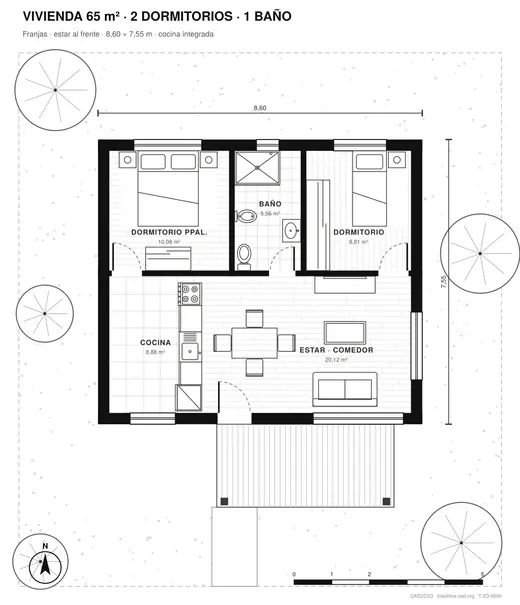 VIVIENDA 65 m² · 2 DORMITORIOS · 1 BAÑO
Franjas · estar al frente · 8,60 × 7,55 m · cocina integrada
8,60
BAÑO
5,56 m²
DORMITORIO PPAL.
10,08 m²
DORMITORIO
8,81 m²
7,55
COCINA
8,88 m²
ESTAR · COMEDOR
20,12 m²
N
0 1 2 5